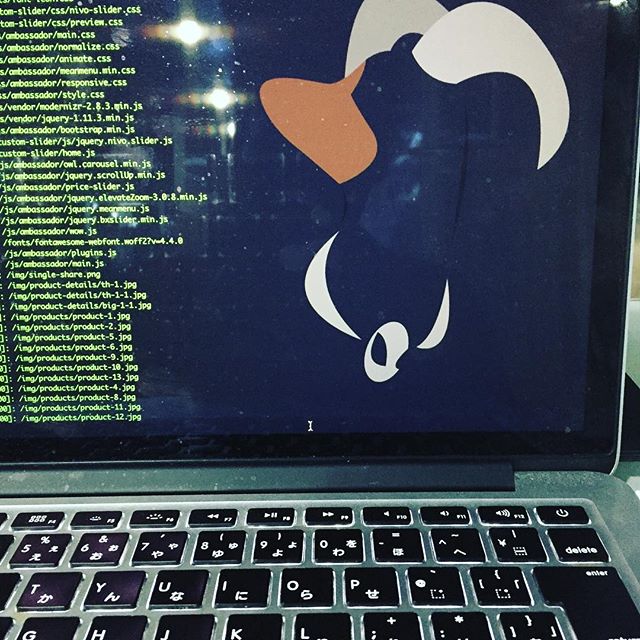 custom-slider/css/nivo-slider.css
tom-slider/css/preview.css
s/ambassador/main.css
s/ambassador/normalize.css
s/ambassador/animate.css
s/ambassador/meanmenu.min.css
s/ambassador/responsive.css
s/ambassador/style.css
s/vendor/modernizr-2.8.3.min.js
s/vendor/jquery-1.11.3.min.js
s/ambassador/bootstrap.min.js
custom-slider/js/jquery.nivo.slider.js
custom-slider/home.js
js/ambassador/owl.carousel.min.js
js/ambassador/jquery.scrollUp.min.js
js/ambassador/price-slider.js
js/ambassador/jquery.elevateZoom-3.0.8.min.js
js/ambassador/jquery.meanmenu.js
js/ambassador/jquery.bxslider.min.js
/js/ambassador/wow.js
/fonts/fontawesome-webfont.woff2?v=4.4.0
/js/ambassador/plugins.js
/js/ambassador/main.js
: /img/single-share.png
: /img/product-details/th-1.jpg
: /img/product-details/th-1-1.jpg
: /img/product-details/big-1-1.jpg
]: /img/products/product-1.jpg
]: /img/products/product-2.jpg
]: /img/products/product-5.jpg
]: /img/products/product-6.jpg
0]: /img/products/product-9.jpg
0]: /img/products/product-10.jpg
0]: /img/products/product-13.jpg
0]: /img/products/product-4.jpg
00]: /img/products/product-8.jpg
00]: /img/products/product-11.jpg
00]: /img/products/product-12.jpg
F4 F5 F6 F7 F8 F9 F10 F11 F12
% 5 ぇ え & 6 ぉ お ' 7 ゃ や ( 8 ゅ ゆ ) 9 ょ よ 0 を わ = - ほ ~ ^ へ ¥ | delete
T か Y ん U な I に O ら P せ ` @ { [ 「 enter
G H J K L + ; * : } ] 」